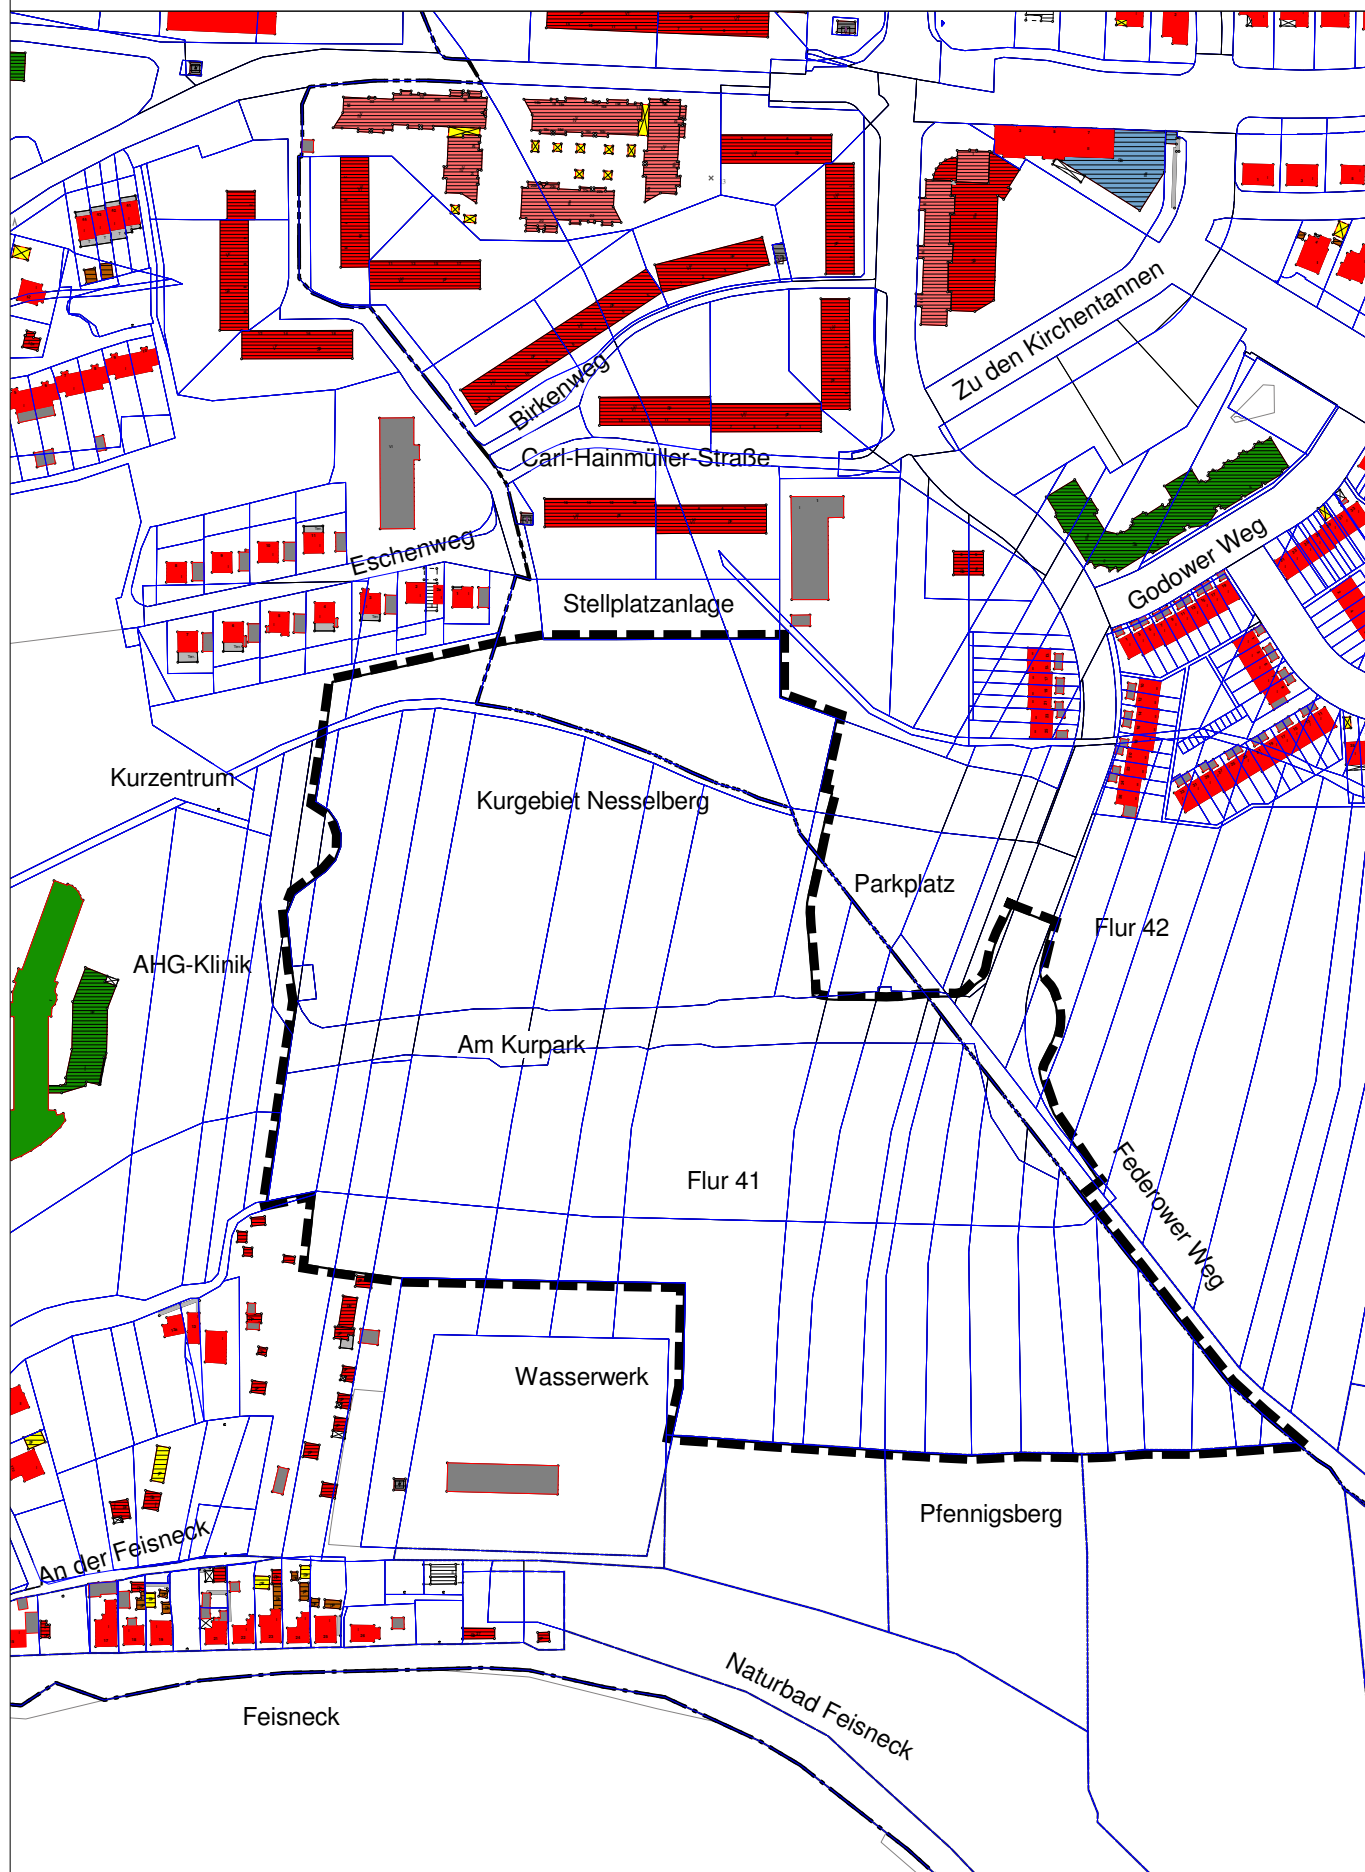 Zu den Kirchentannen
Birkenweg
Carl-Hainmüller-Straße
Eschenweg
Godower Weg
Stellplatzanlage
Kurzentrum
Kurgebiet Nesselberg
Parkplatz
Flur 42
AHG-Klinik
Am Kurpark
Flur 41
Federower Weg
Wasserwerk
Pfennigsberg
An der Feisneck
Naturbad Feisneck
Feisneck